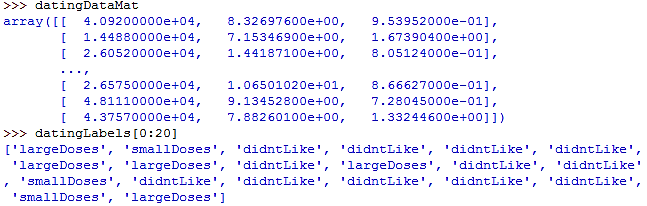 >>> datingDataMat
array([[  4.09200000e+04,   8.32697600e+00,   9.53952000e-01],
       [  1.44880000e+04,   7.15346900e+00,   1.67390400e+00],
       [  2.60520000e+04,   1.44187100e+00,   8.05124000e-01],
       ...,
       [  2.65750000e+04,   1.06501020e+01,   8.66627000e-01],
       [  4.81110000e+04,   9.13452800e+00,   7.28045000e-01],
       [  4.37570000e+04,   7.88260100e+00,   1.33244600e+00]])
>>> datingLabels[0:20]
['largeDoses', 'smallDoses', 'didntLike', 'didntLike', 'didntLike', 'didntLike',
 'largeDoses', 'largeDoses', 'didntLike', 'largeDoses', 'didntLike', 'didntLike'
, 'smallDoses', 'didntLike', 'didntLike', 'didntLike', 'didntLike', 'didntLike',
 'smallDoses', 'largeDoses']